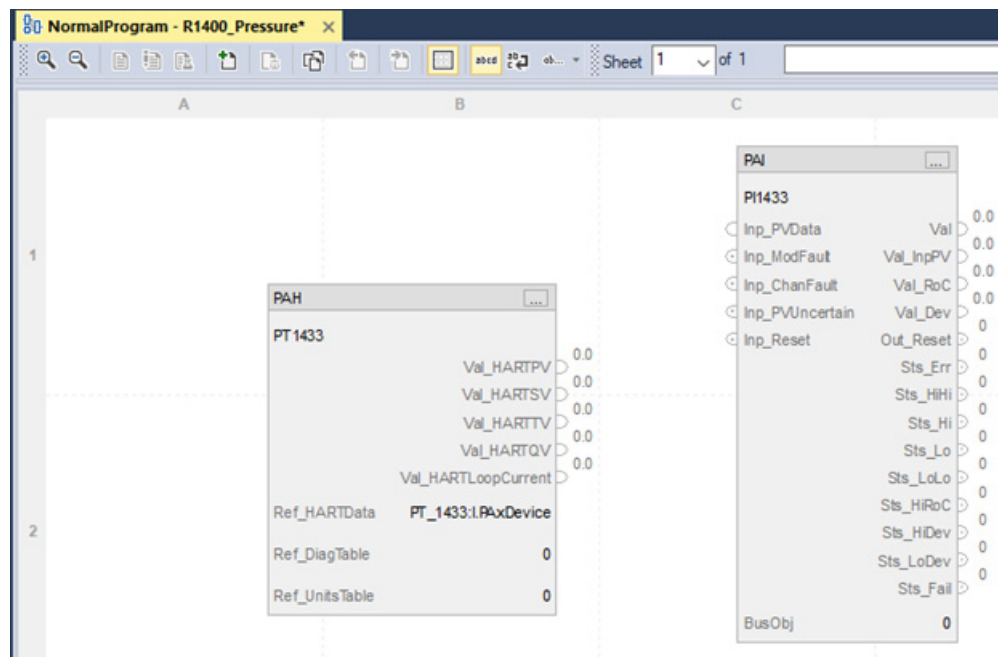 NormalProgram - R1400_Pressure* ×
abcd
Sheet 1 of 1
A B C
1
2
PAH ...
PT1433
Val_HARTPV 0.0
Val_HARTSV 0.0
Val_HARTTV 0.0
Val_HARTQV 0.0
Val_HARTLoopCurrent 0.0
Ref_HARTData PT_1433:I.PAxDevice
Ref_DiagTable 0
Ref_UnitsTable 0
PAI ...
PI1433
Inp_PVData Val 0.0
Inp_ModFault Val_InpPV 0.0
Inp_ChanFault Val_RoC 0.0
Inp_PVUncertain Val_Dev 0.0
Inp_Reset Out_Reset 0
Sts_Err 0
Sts_HiHi 0
Sts_Hi 0
Sts_Lo 0
Sts_LoLo 0
Sts_HiRoC 0
Sts_HiDev 0
Sts_LoDev 0
Sts_Fail 0
BusObj 0